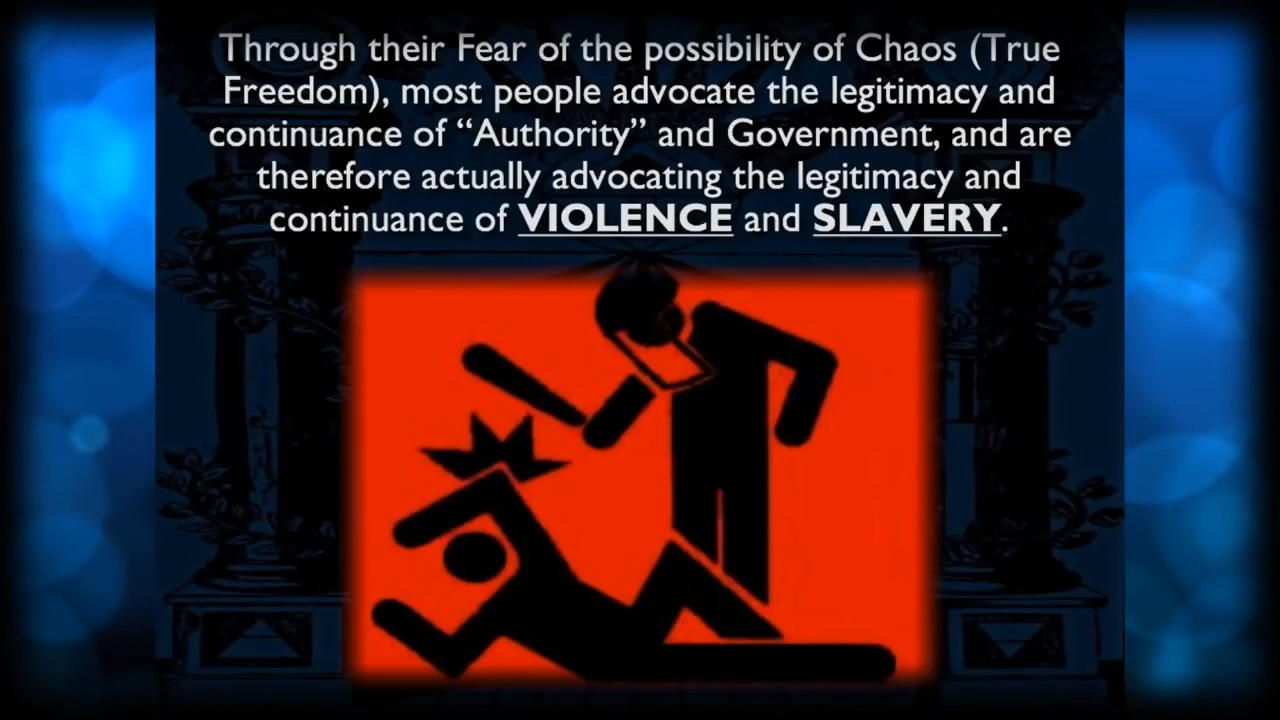 Through their Fear of the possibility of Chaos (True
Freedom), most people advocate the legitimacy and
continuance of “Authority” and Government, and are
therefore actually advocating the legitimacy and
continuance of VIOLENCE and SLAVERY.